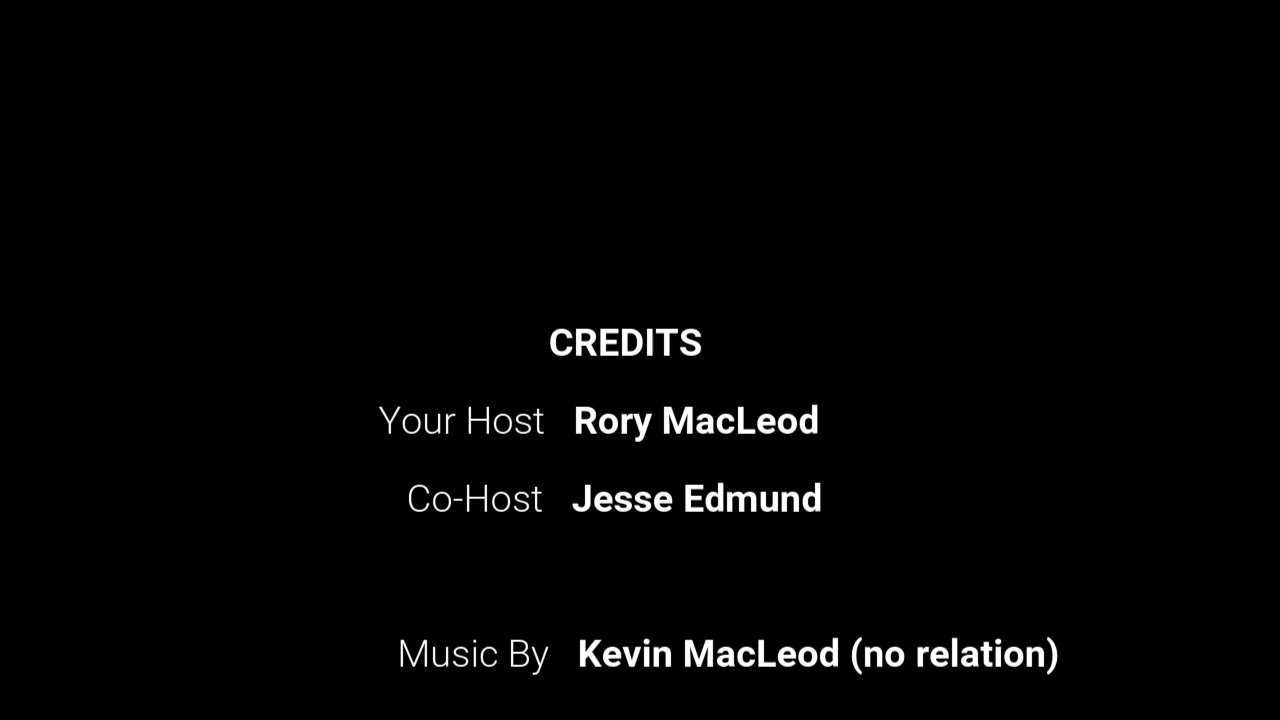 CREDITS
Your Host Rory MacLeod
Co-Host Jesse Edmund
Music By Kevin MacLeod (no relation)